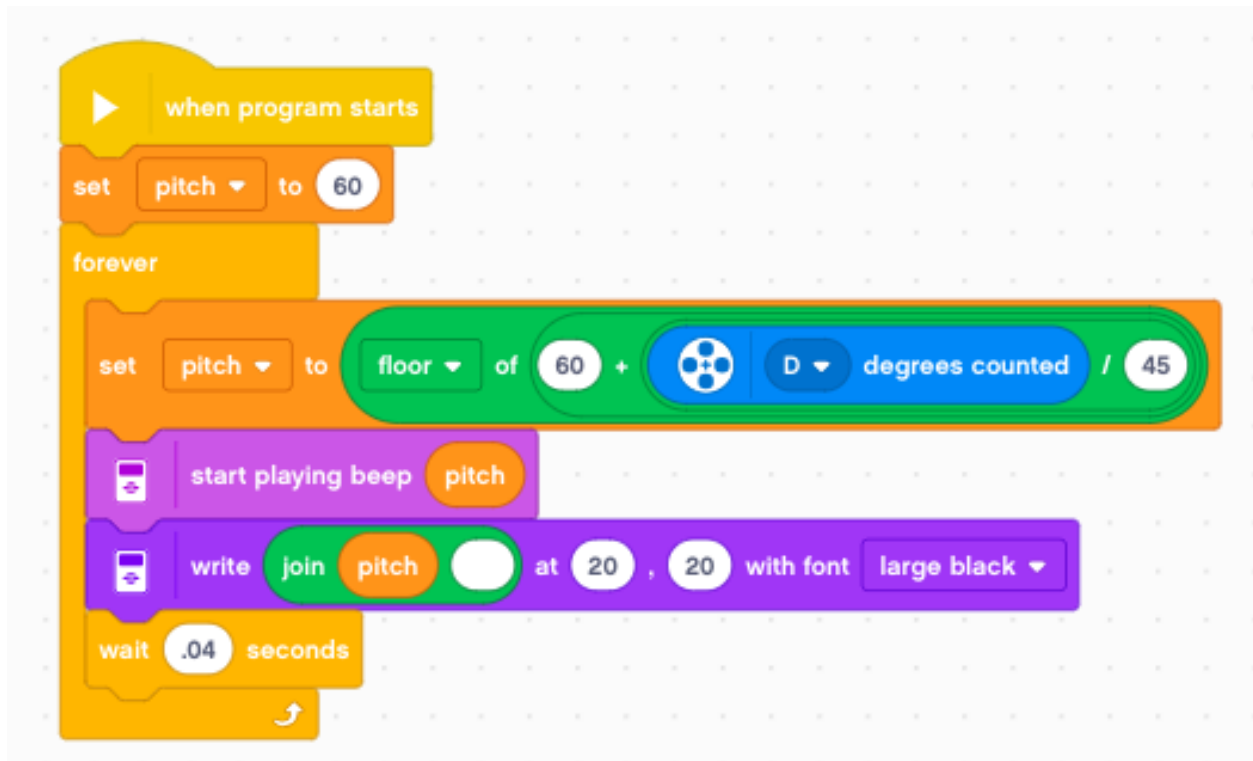 when program starts
set pitch to 60
forever
set pitch to floor of 60 + D degrees counted / 45
start playing beep pitch
write join pitch at 20 , 20 with font large black
wait .04 seconds